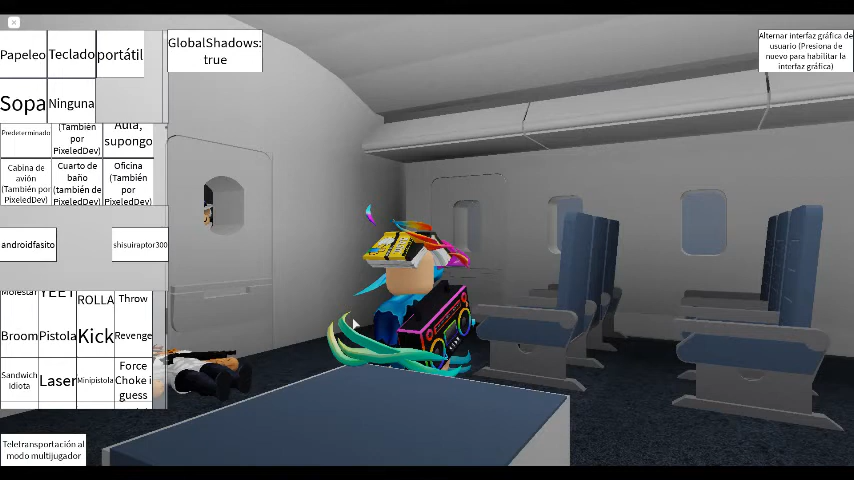 Papeleo
Teclado
portátil
Sopa
Ninguna
GlobalShadows:
true
Alternar interfaz gráfica de
usuario (Presiona de
nuevo para habilitar la
interfaz gráfica)
Predeterminado
(También
por
PixeledDev)
Aula,
supongo
Cabina de
avión
(También por
PixeledDev)
Cuarto de
baño
(también de
PixeledDev)
Oficina
(También
por
PixeledDev)
androidfasito
shisuiraptor300
Molestar
YEET
ROLLA
Throw
Broom
Pistola
Kick
Revenge
Sandwich
Idiota
Laser
Minipistola
Force
Choke i
guess
Teletransportación al
modo multijugador